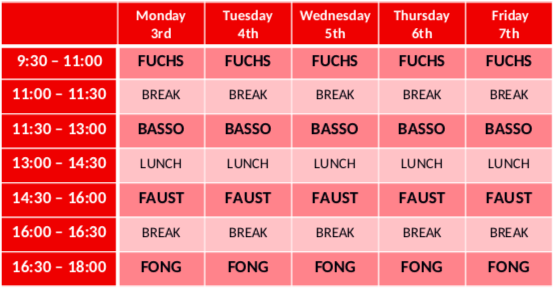 Monday Tuesday Wednesday Thursday Friday
3rd 4th 5th 6th 7th
9:30 – 11:00 FUCHS FUCHS FUCHS FUCHS FUCHS
11:00 – 11:30 BREAK BREAK BREAK BREAK BREAK
11:30 – 13:00 BASSO BASSO BASSO BASSO BASSO
13:00 – 14:30 LUNCH LUNCH LUNCH LUNCH LUNCH
14:30 – 16:00 FAUST FAUST FAUST FAUST FAUST
16:00 – 16:30 BREAK BREAK BREAK BREAK BREAK
16:30 – 18:00 FONG FONG FONG FONG FONG